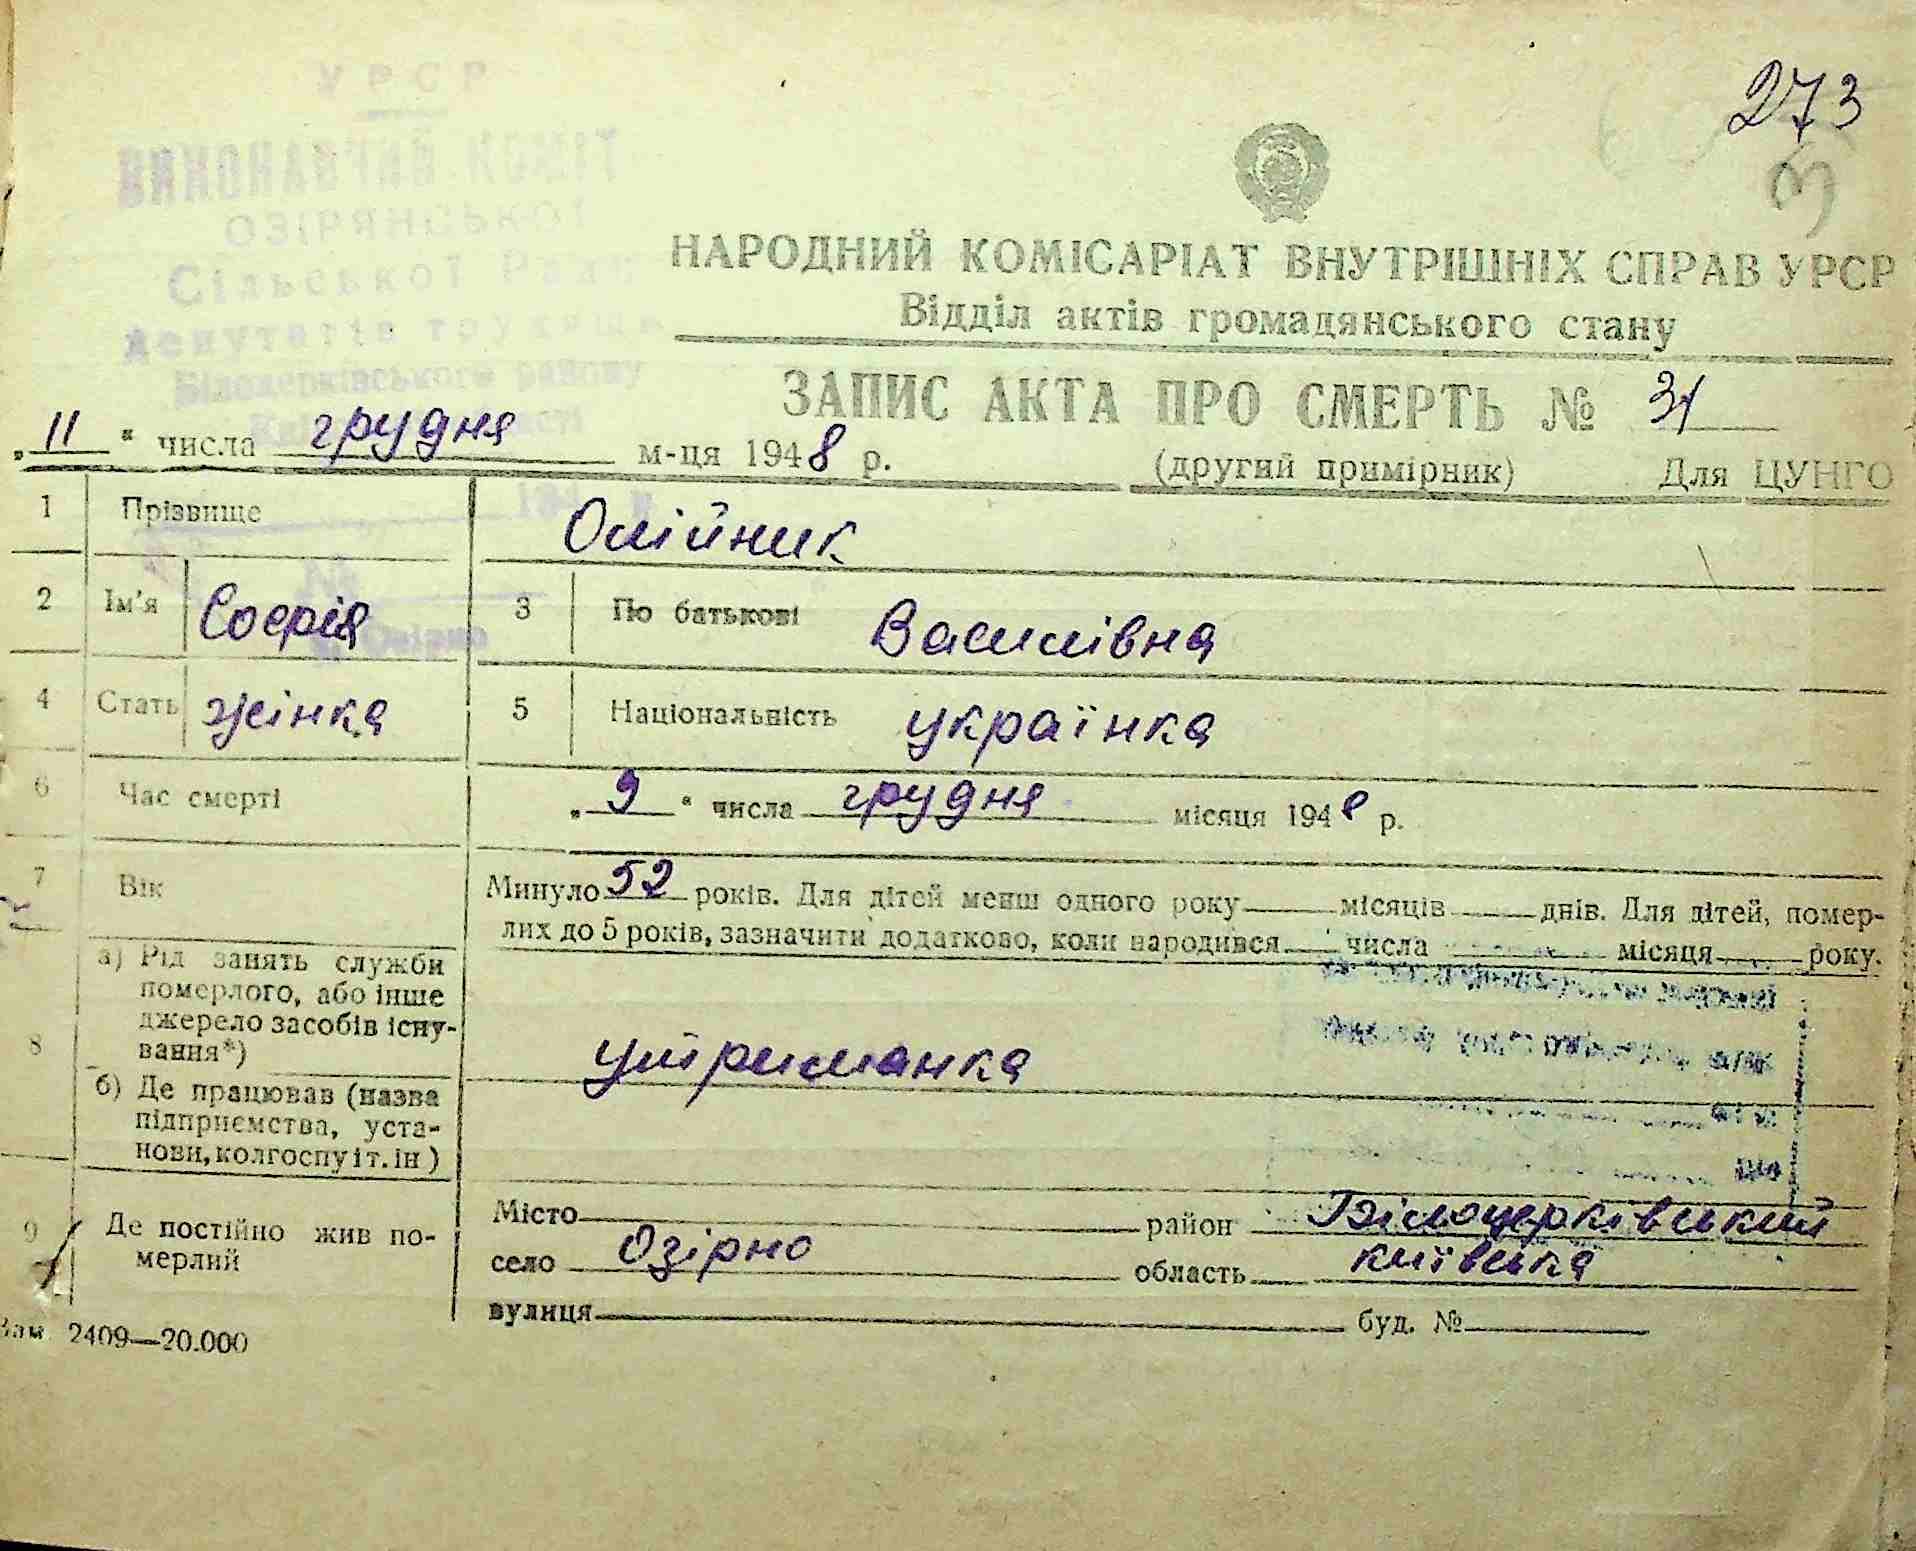 273
УРСР
ВИКОНАВЧИЙ КОМІТ
ОЗІРЯНСЬКОЇ
Сільської Ради
депутатів трудящ
Білоцерківського району
НАРОДНИЙ КОМІСАРІАТ ВНУТРІШНІХ СПРАВ УРСР
Відділ актів громадянського стану
ЗАПИС АКТА ПРО СМЕРТЬ № 31
„11“ числа грудня м-ця 1948 р. (другий примірник) Для ЦУНГО
1 Прізвище Олійник
2 Ім'я Софія 3 По батькові Василівна
4 Стать жінка 5 Національність українка
6 Час смерті „9“ числа грудня місяця 1948 р.
7 Вік Минуло 52 років. Для дітей менш одного року місяців днів. Для дітей, помер-
лих до 5 років, зазначити додатково, коли народився числа місяця року.
8 а) Рід занять служби
померлого, або інше
джерело засобів існу-
вання*) утриманка
б) Де працював (назва
підприємства, уста-
нови, колгоспу і т. ін)
9 Де постійно жив по-
мерлий
Місто район Білоцерківський
село Озірно область київська
вулиця буд. №
Зам. 2409—20.000